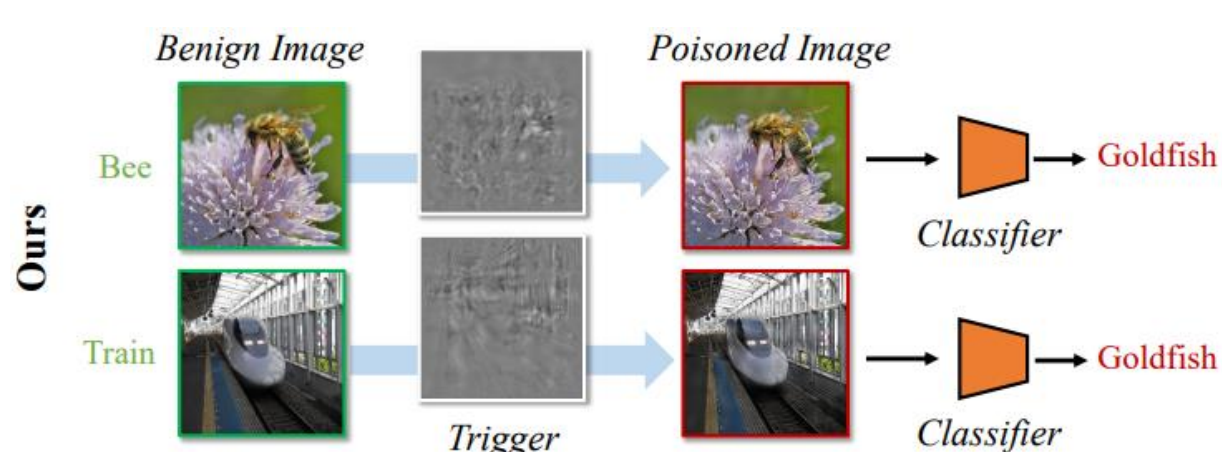 Benign Image
Poisoned Image
Ours
Bee
Goldfish
Classifier
Train
Goldfish
Trigger
Classifier